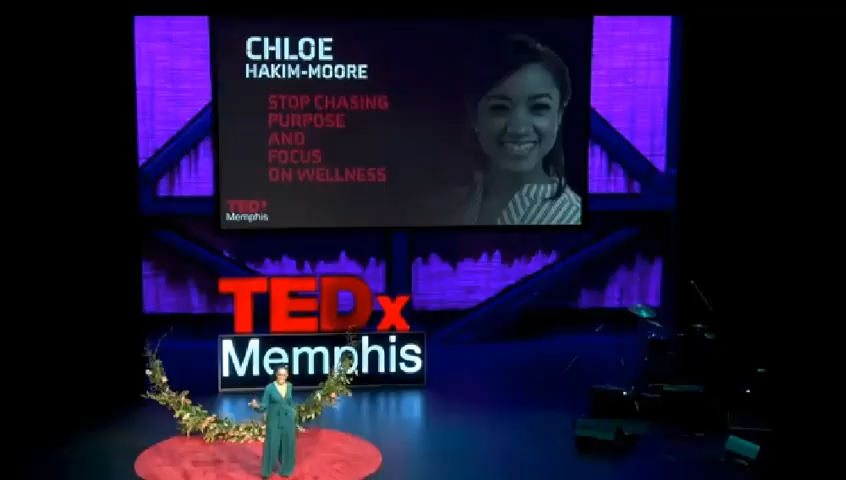 CHLOE
HAKIM-MOORE
STOP CHASING
PURPOSE
AND
FOCUS
ON WELLNESS
TEDx
Memphis
TEDx
Memphis